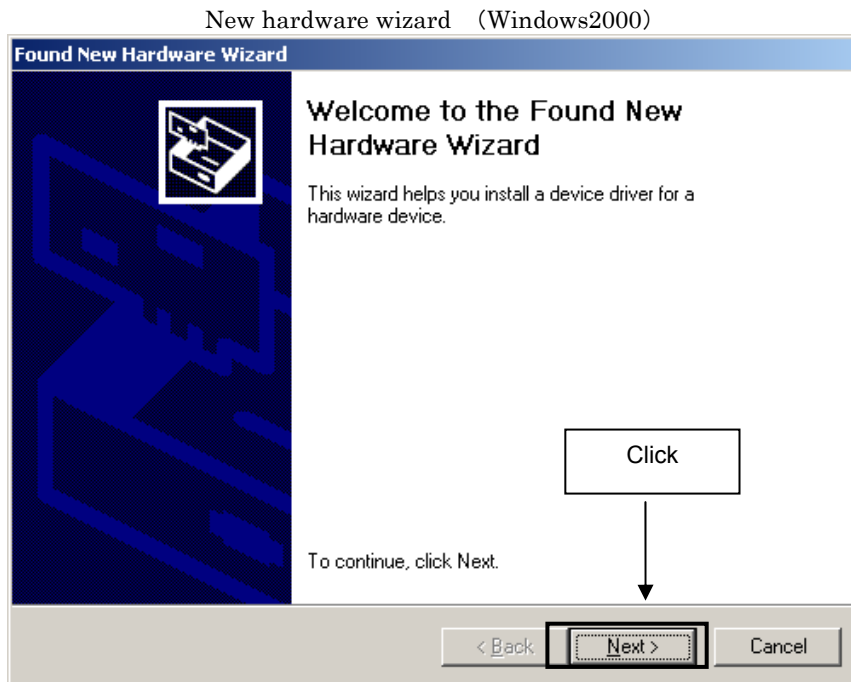 New hardware wizard （Windows2000）
Found New Hardware Wizard
Welcome to the Found New
Hardware Wizard
This wizard helps you install a device driver for a
hardware device.
Click
To continue, click Next.
< Back Next > Cancel